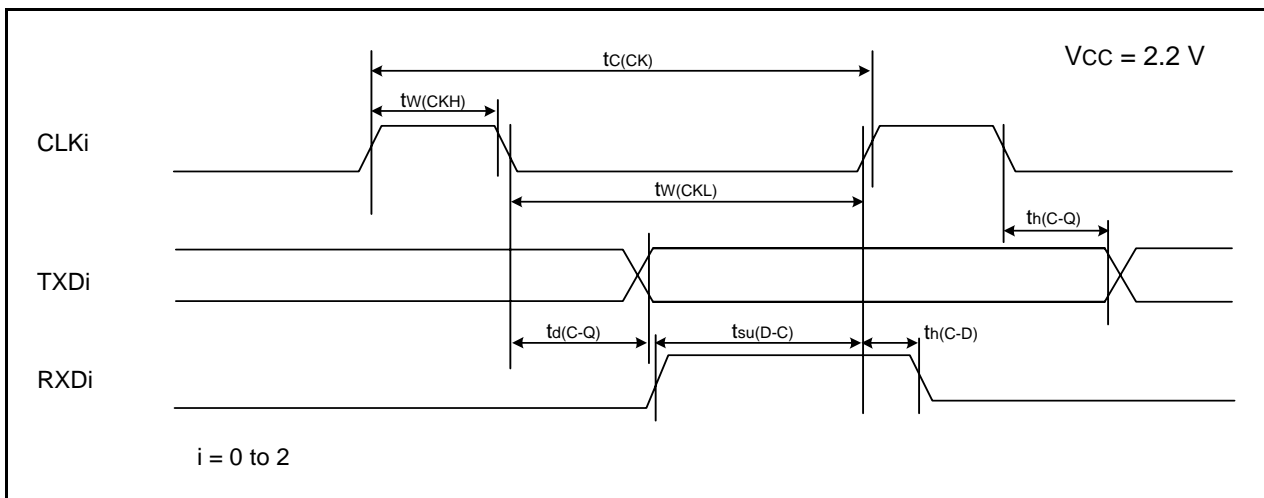 tC(CK)
VCC = 2.2 V
tW(CKH)
CLKi
tW(CKL)
th(C-Q)
TXDi
td(C-Q)
tsu(D-C)
th(C-D)
RXDi
i = 0 to 2